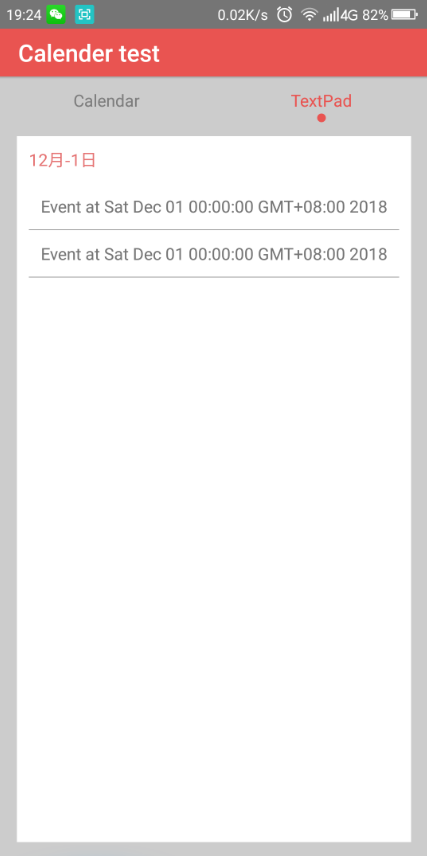 19:24 0.02K/s 4G 82%
Calender test
Calendar TextPad
12月-1日
Event at Sat Dec 01 00:00:00 GMT+08:00 2018
Event at Sat Dec 01 00:00:00 GMT+08:00 2018